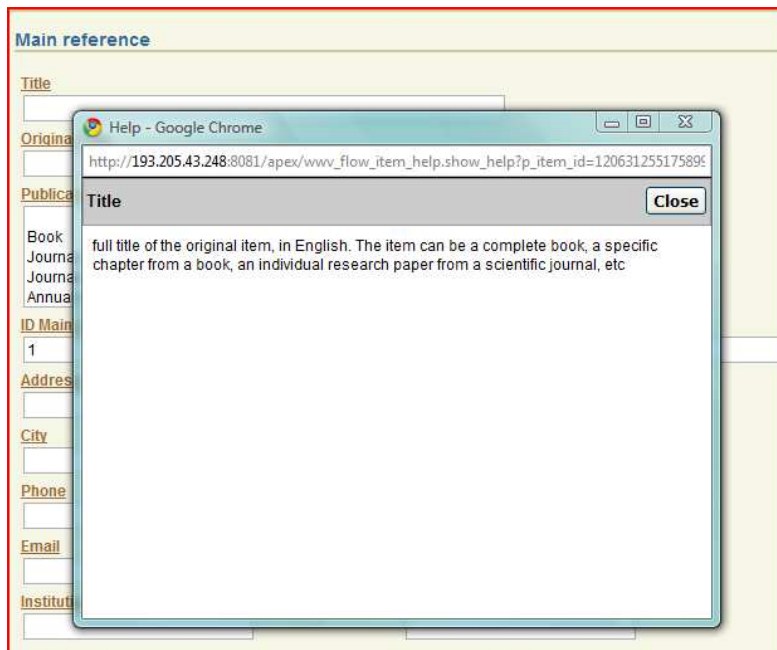 Main reference
Title
Help - Google Chrome
http://193.205.43.248:8081/apex/wwv_flow_item_help.show_help?p_item_id=12063125517589
Title
Close
full title of the original item, in English. The item can be a complete book, a specific
chapter from a book, an individual research paper from a scientific journal, etc
Origina
Publica
Book
Journa
Journa
Annua
ID Main
1
Addres
City
Phone
Email
Instituti